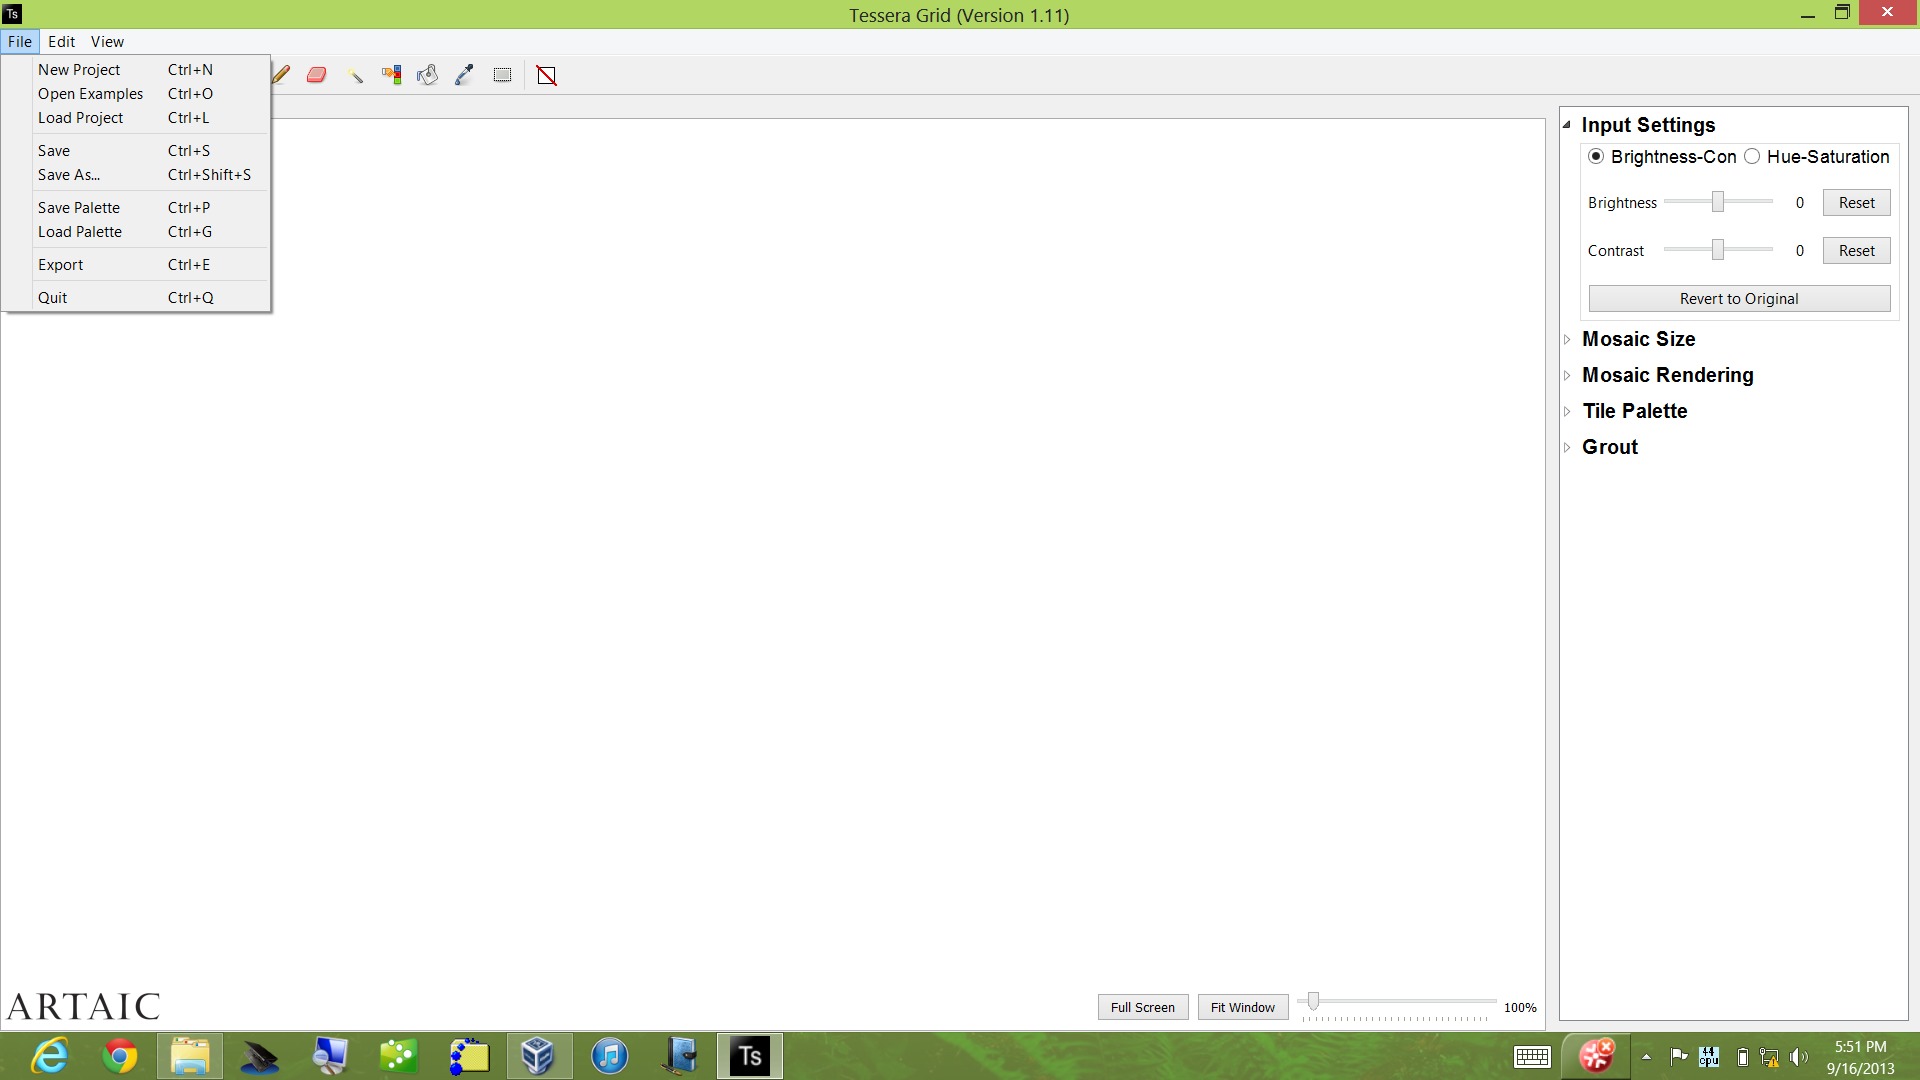 Ts Tessera Grid (Version 1.11)
File Edit View
New Project Ctrl+N
Open Examples Ctrl+O
Load Project Ctrl+L
Save Ctrl+S
Save As... Ctrl+Shift+S
Save Palette Ctrl+P
Load Palette Ctrl+G
Export Ctrl+E
Quit Ctrl+Q
Input Settings
Brightness-Con Hue-Saturation
Brightness 0 Reset
Contrast 0 Reset
Revert to Original
Mosaic Size
Mosaic Rendering
Tile Palette
Grout
ARTAIC
Full Screen Fit Window 100%
Ts
44
cpu
5:51 PM
9/16/2013